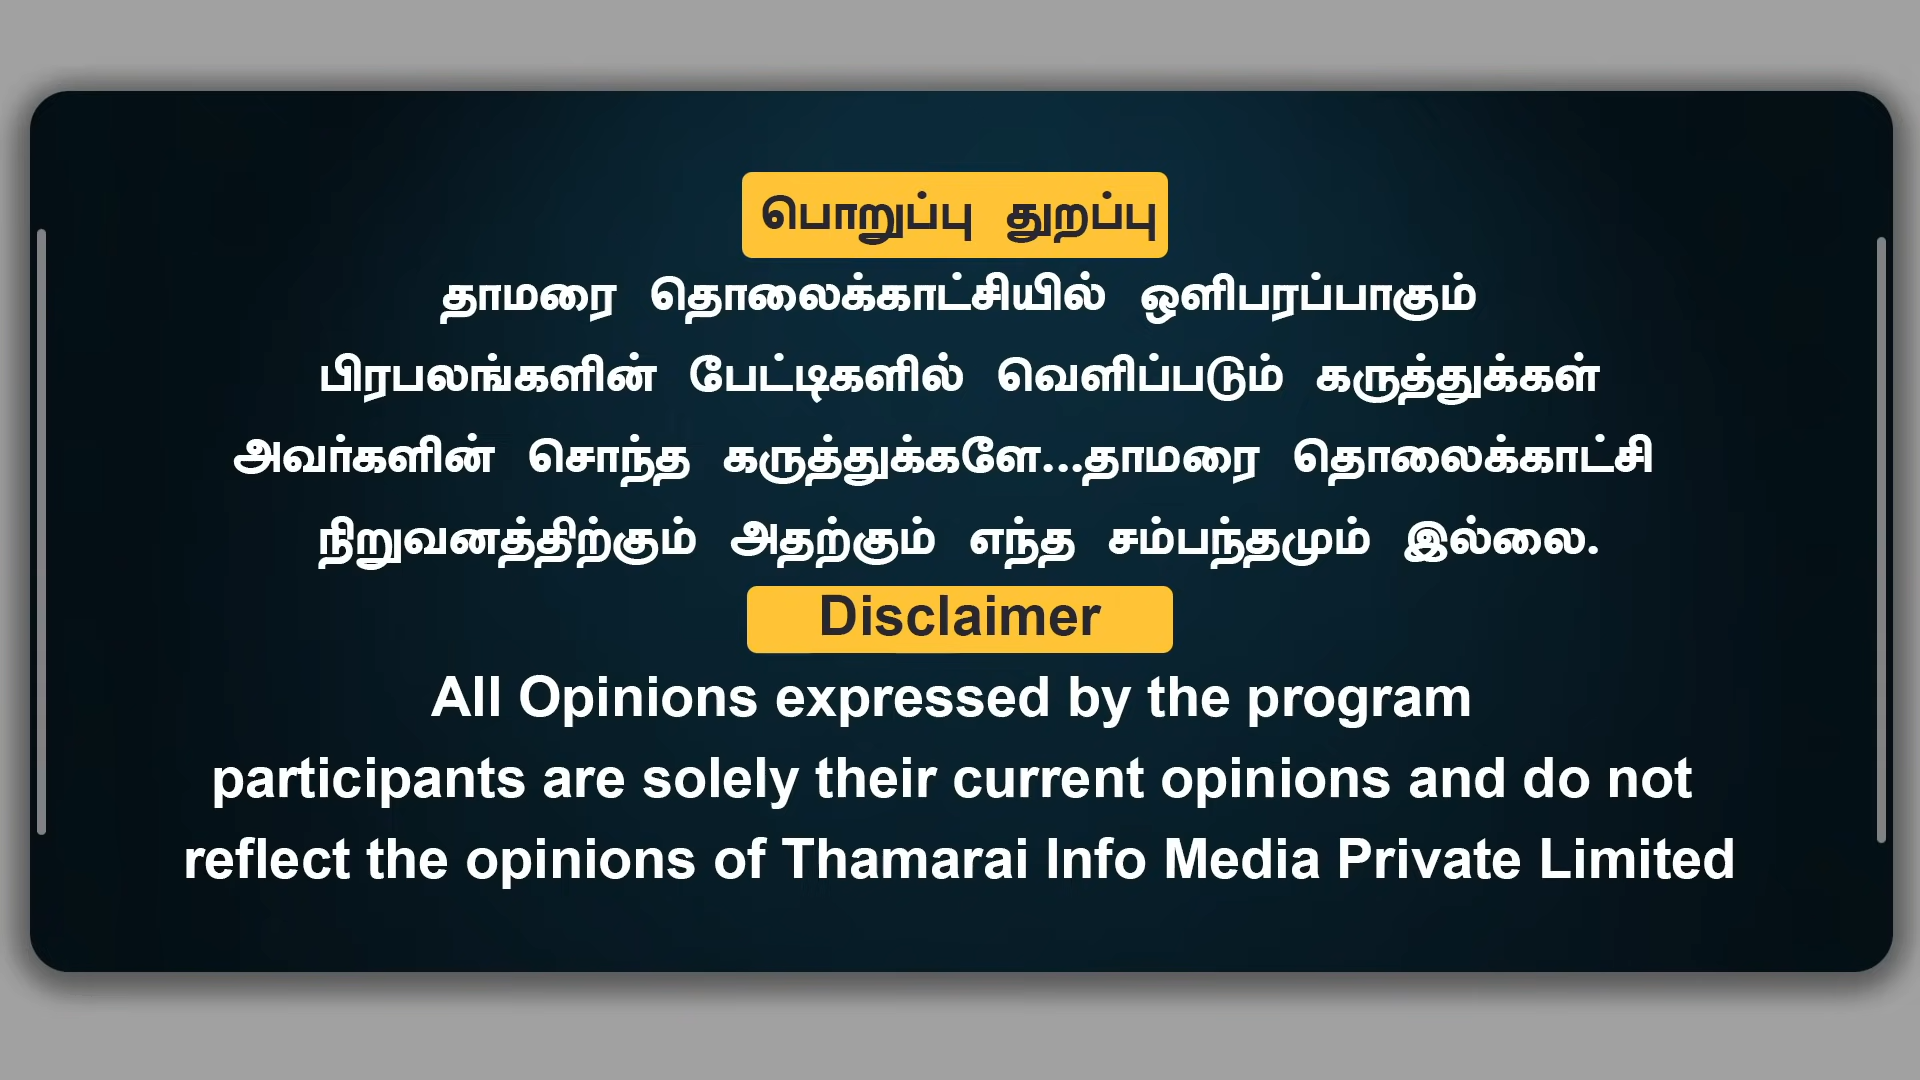 பொறுப்பு துறப்பு
தாமரை தொலைக்காட்சியில் ஒளிபரப்பாகும்
பிரபலங்களின் பேட்டிகளில் வெளிப்படும் கருத்துக்கள்
அவர்களின் சொந்த கருத்துக்களே...தாமரை தொலைக்காட்சி
நிறுவனத்திற்கும் அதற்கும் எந்த சம்பந்தமும் இல்லை.
Disclaimer
All Opinions expressed by the program
participants are solely their current opinions and do not
reflect the opinions of Thamarai Info Media Private Limited